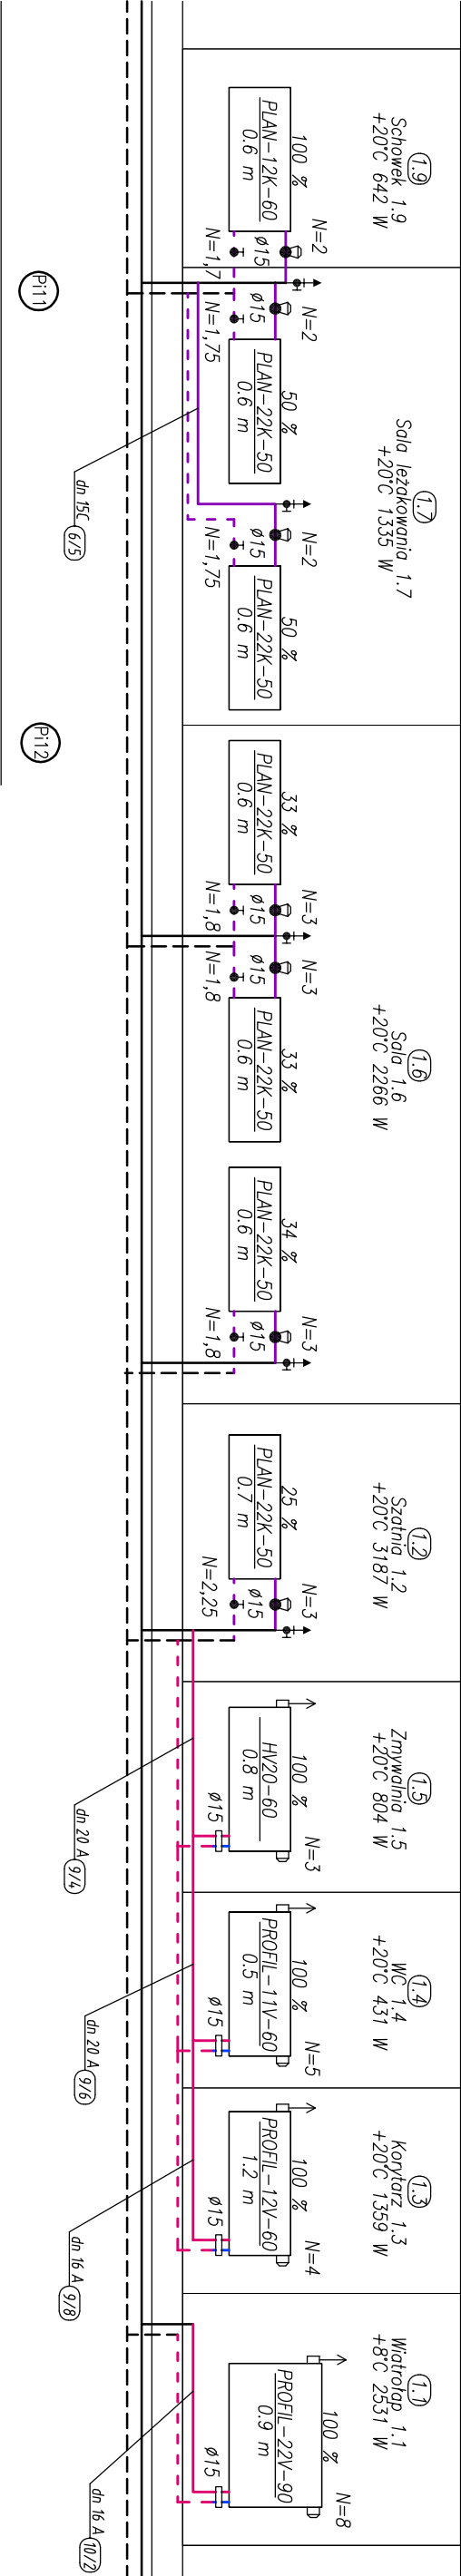 1.9
Schowek 1.9
+20°C 642 W
100 %
PLAN-12K-60
0.6 m
N=2
ø15
N=1,7
1.7
Sala leżakowania 1.7
+20°C 1335 W
N=2
ø15
N=1,75
50 %
PLAN-22K-50
0.6 m
N=2
ø15
N=1,75
50 %
PLAN-22K-50
0.6 m
Pi11
dn 15C
6/5
Pi12
1.6
Sala 1.6
+20°C 2266 W
33 %
PLAN-22K-50
0.6 m
N=3
ø15
N=1,8
N=3
ø15
N=1,8
33 %
PLAN-22K-50
0.6 m
34 %
PLAN-22K-50
0.6 m
N=3
ø15
N=1,8
1.2
Szatnia 1.2
+20°C 3187 W
25 %
PLAN-22K-50
0.7 m
N=3
ø15
N=2,25
1.5
Zmywalnia 1.5
+20°C 804 W
100 %
HV20-60
0.8 m
N=3
ø15
dn 20 A
9/4
1.4
WC 1.4
+20°C 431 W
100 %
PROFIL-11V-60
0.5 m
N=5
ø15
dn 20 A
9/6
1.3
Korytarz 1.3
+20°C 1359 W
100 %
PROFIL-12V-60
1.2 m
N=4
ø15
dn 16 A
9/8
1.1
Wiatrołap 1.1
+8°C 2531 W
100 %
PROFIL-22V-90
0.9 m
N=8
ø15
dn 16 A
10/2